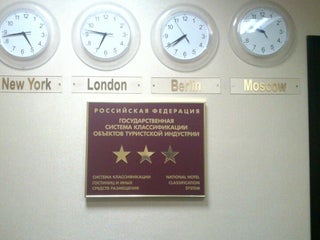 New York
London
Berlin
Moscow
РОССИЙСКАЯ ФЕДЕРАЦИЯ
ГОСУДАРСТВЕННАЯ
СИСТЕМА КЛАССИФИКАЦИИ
ОБЪЕКТОВ ТУРИСТСКОЙ ИНДУСТРИИ
СИСТЕМА КЛАССИФИКАЦИИ
ГОСТИНИЦ И ИНЫХ
СРЕДСТВ РАЗМЕЩЕНИЯ
NATIONAL HOTEL
CLASSIFICATION
SYSTEM